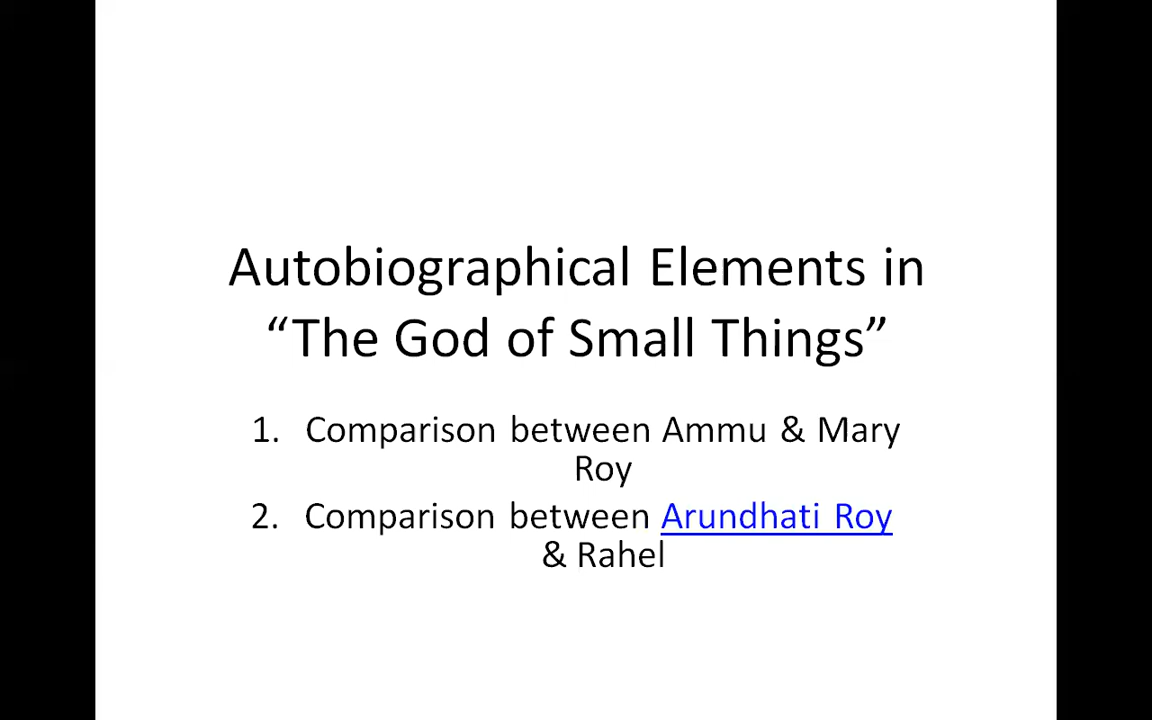 Autobiographical Elements in
“The God of Small Things”
1. Comparison between Ammu & Mary
Roy
2. Comparison between Arundhati Roy
& Rahel